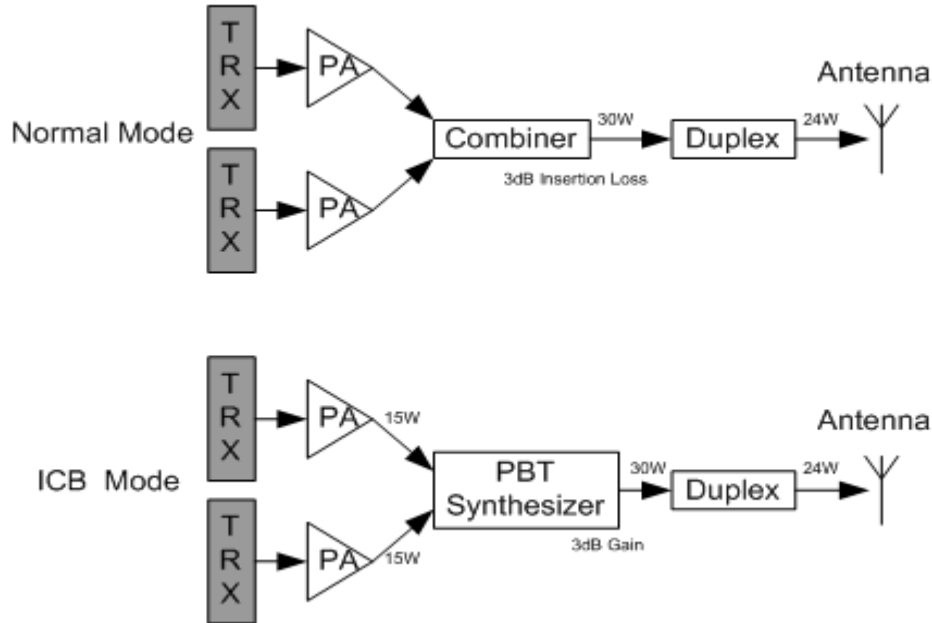 T
R
X
PA
Antenna
Normal Mode
Combiner
30W
Duplex
24W
3dB Insertion Loss
T
R
X
PA
T
R
X
PA
15W
Antenna
ICB Mode
PBT
Synthesizer
30W
Duplex
24W
3dB Gain
T
R
X
PA
15W